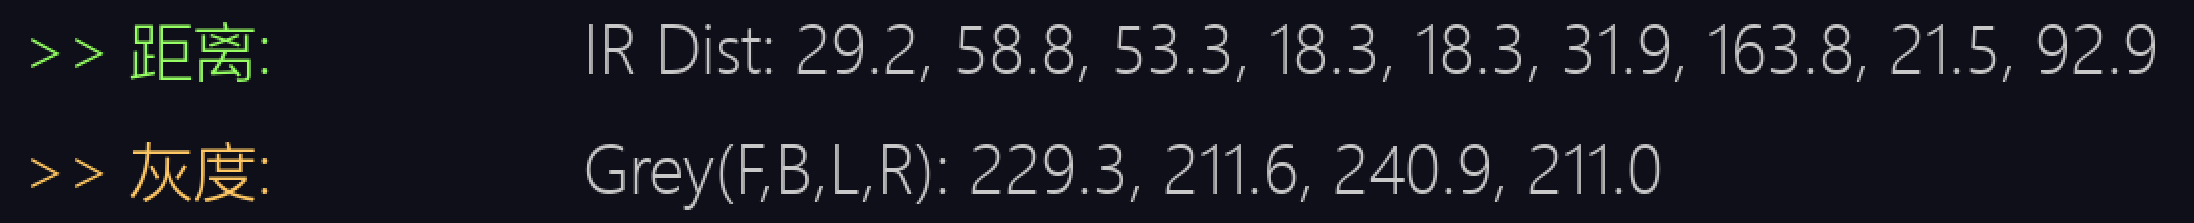 >> 距离: IR Dist: 29.2, 58.8, 53.3, 18.3, 18.3, 31.9, 163.8, 21.5, 92.9
>> 灰度: Grey(F,B,L,R): 229.3, 211.6, 240.9, 211.0